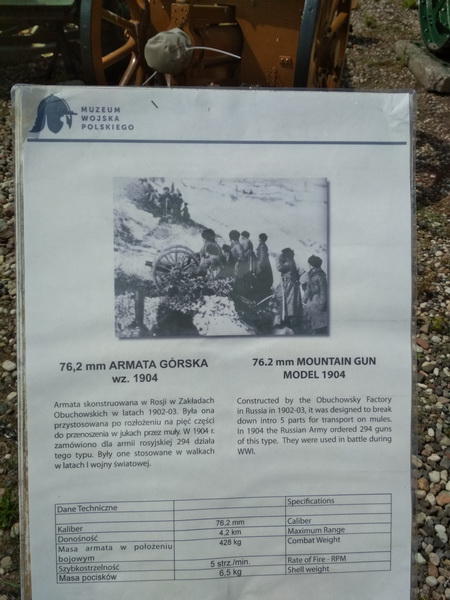 MUZEUM
WOJSKA
POLSKIEGO
76,2 mm ARMATA GÓRSKA
wz. 1904
Armata skonstruowana w Rosji w Zakładach
Obuchowskich w latach 1902-03. Była ona
przystosowana po rozłożeniu na pięć części
do przenoszenia w jukach przez muły. W 1904 r.
zamówiono dla armii rosyjskiej 294 działa
tego typu. Były one stosowane w walkach
w latach I wojny światowej.
76.2 mm MOUNTAIN GUN
MODEL 1904
Constructed by the Obuchowsky Factory
in Russia in 1902-03, it was designed to break
down into 5 parts for transport on mules.
In 1904 the Russian Army ordered 294 guns
of this type. They were used in battle during
WWI.
Dane Techniczne Specifications
Kaliber 76,2 mm Caliber
Donośność 4,2 km Maximum Range
Masa armata w położeniu 428 kg Combat Weight
bojowym
Szybkostrzelność 5 strz./min. Rate of Fire - RPM
Masa pocisków 6,5 kg Shell weight